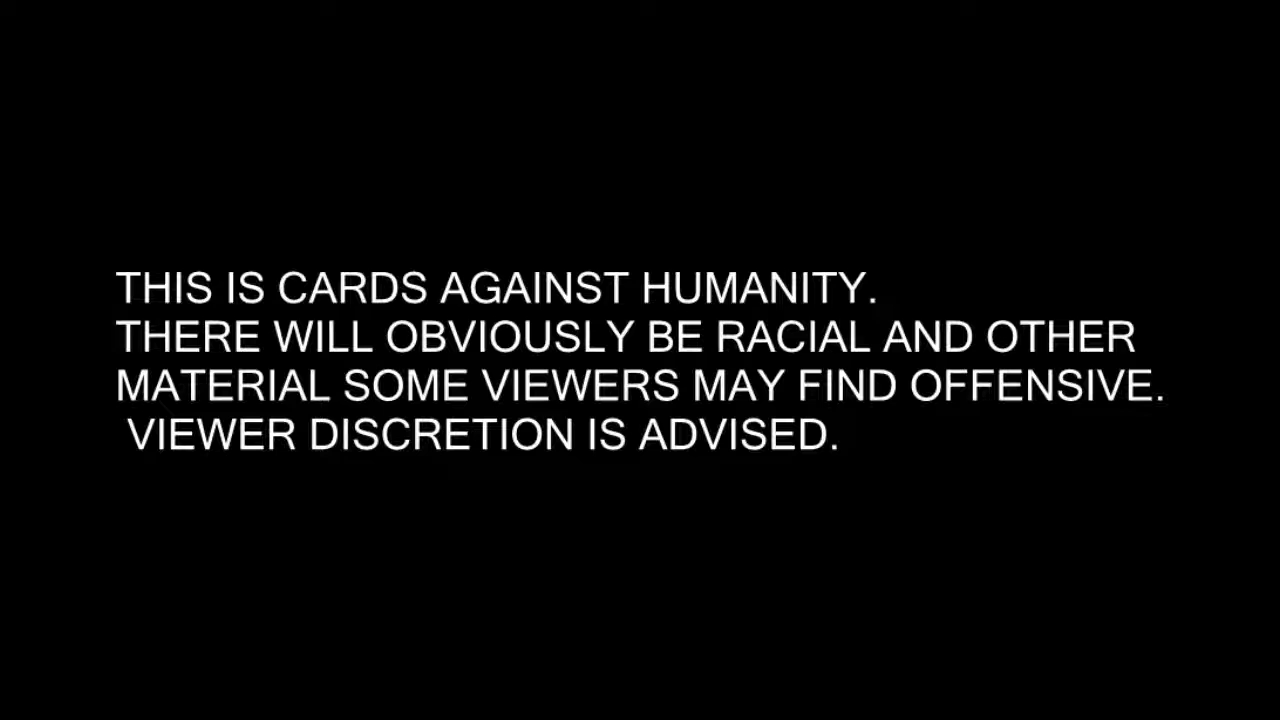 THIS IS CARDS AGAINST HUMANITY.
THERE WILL OBVIOUSLY BE RACIAL AND OTHER
MATERIAL SOME VIEWERS MAY FIND OFFENSIVE.
VIEWER DISCRETION IS ADVISED.